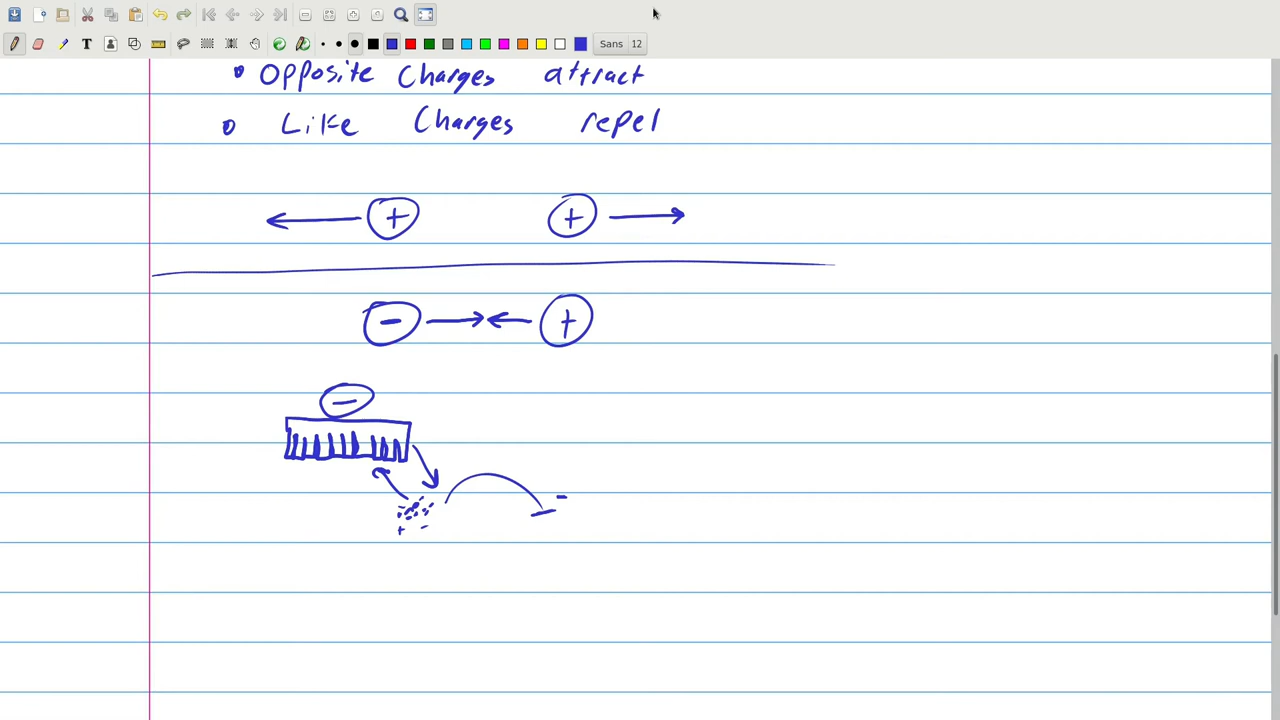 Sans 12
• Opposite Charges attract
• Like Charges repel
+ +
- +
-
+ - -